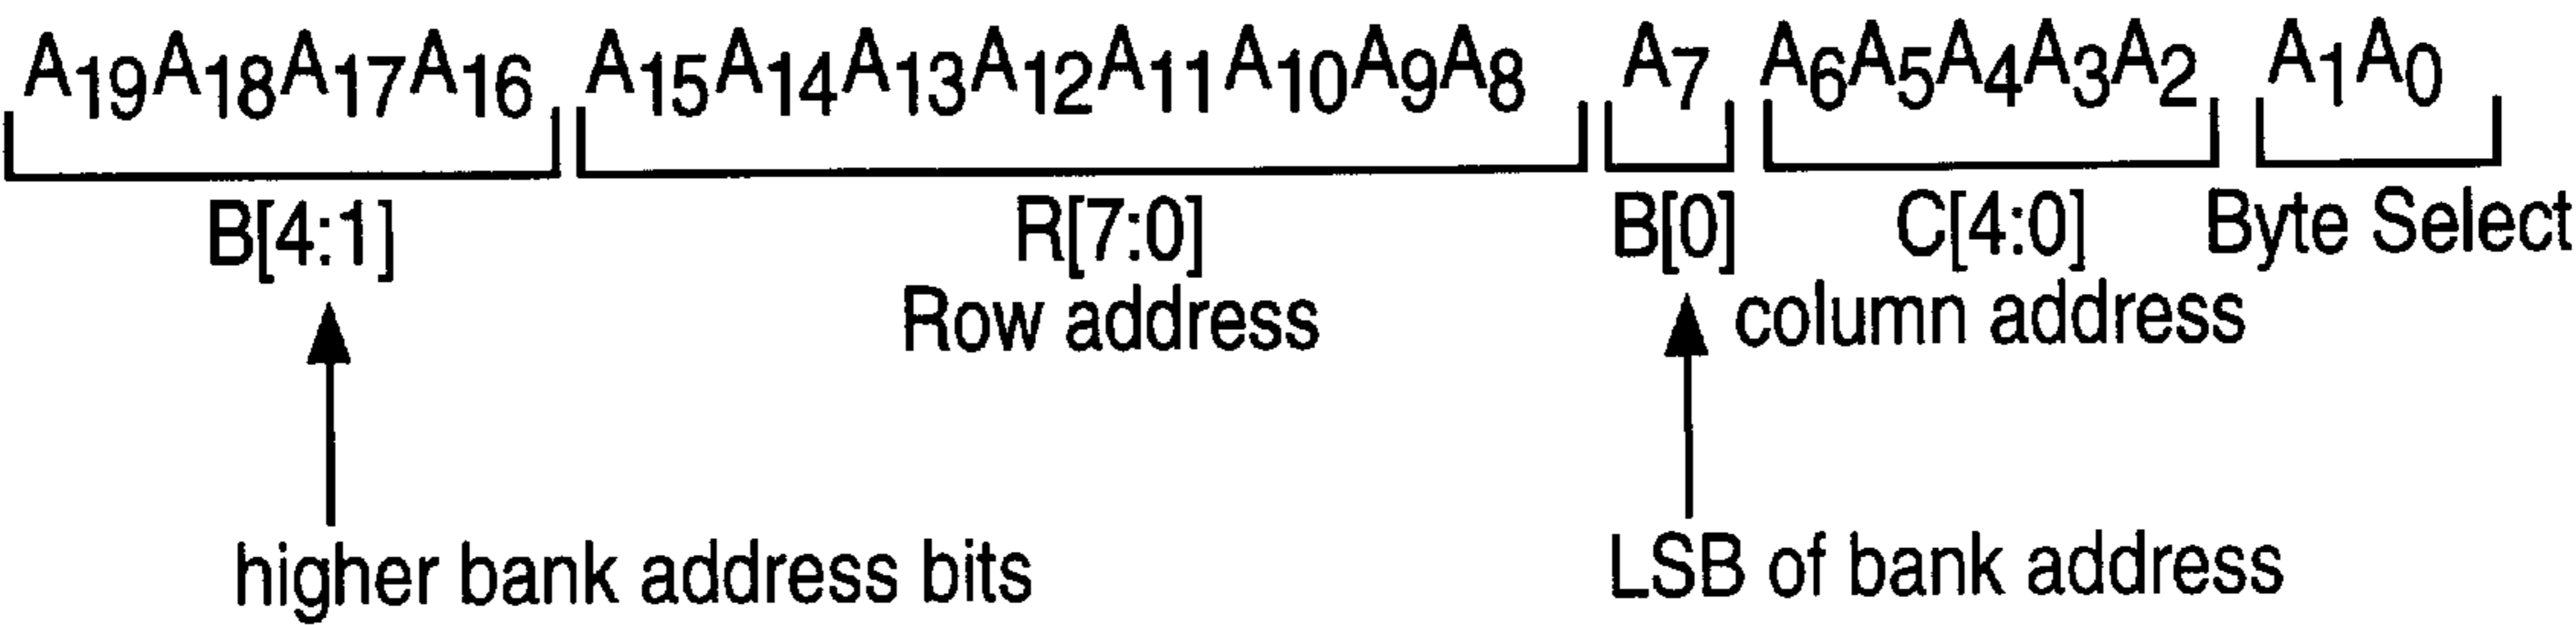 A19A18A17A16 A15A14A13A12A11A10A9A8 A7 A6A5A4A3A2 A1A0
B[4:1] R[7:0] B[0] C[4:0] Byte Select
Row address column address
higher bank address bits LSB of bank address